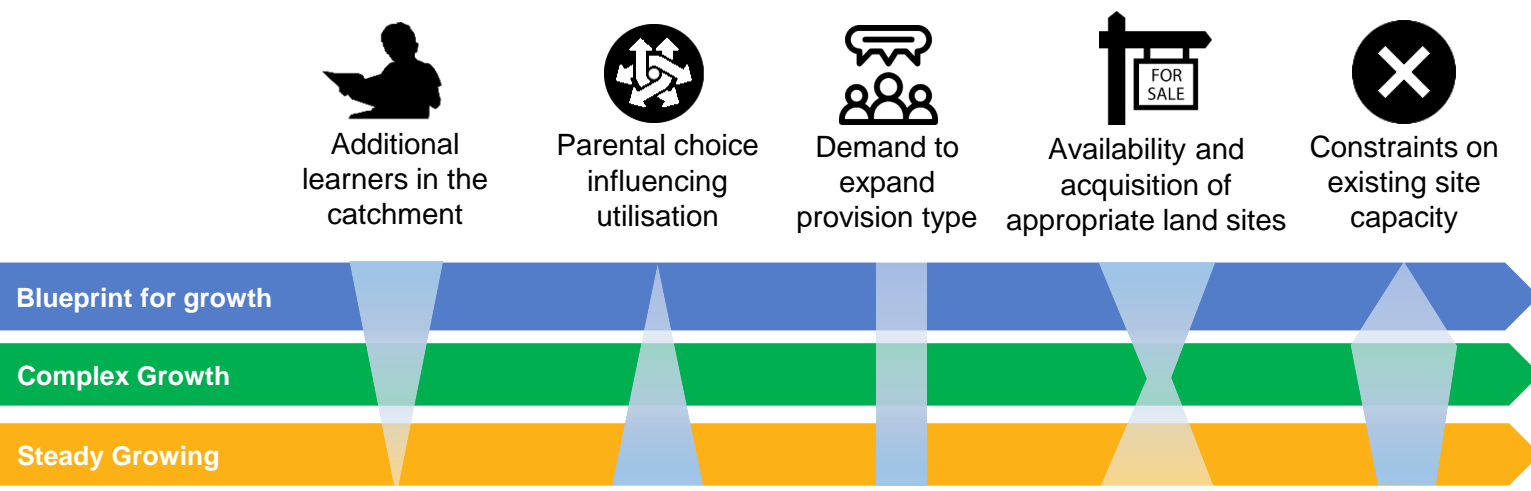 FOR
SALE
Additional
learners in the
catchment
Parental choice
influencing
utilisation
Demand to
expand
provision type
Availability and
acquisition of
appropriate land sites
Constraints on
existing site
capacity
Blueprint for growth
Complex Growth
Steady Growing